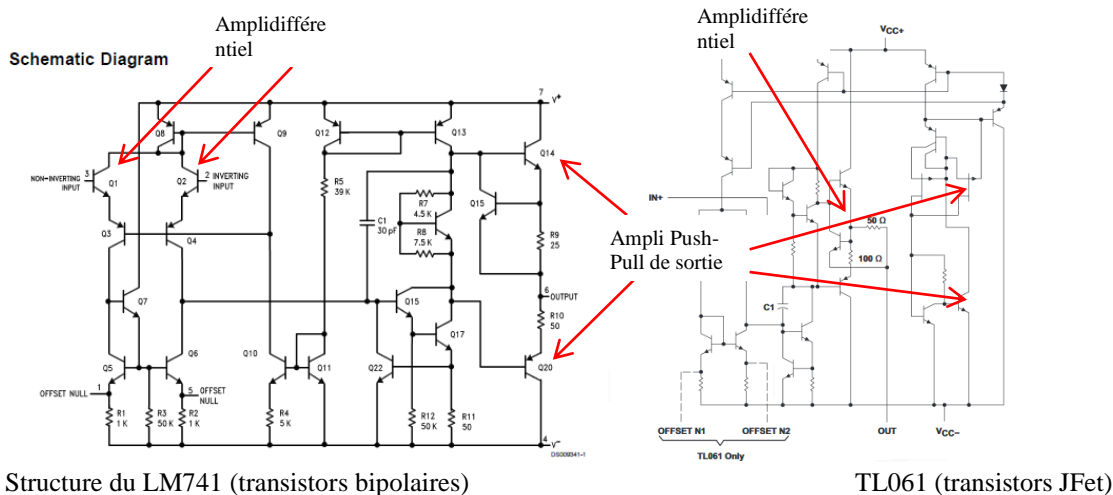 Amplidiffére
ntiel
Amplidiffére
ntiel
Schematic Diagram
7
V+
Q8
Q9
Q12
Q13
Q14
3
NON-INVERTING
INPUT
Q1
Q2
2 INVERTING
INPUT
R5
39 K
Q15
R7
4.5 K
C1
30 pF
R8
7.5 K
R9
25
Q3
Q4
6
OUTPUT
Q7
Q15
R10
50
Q17
Q5
Q6
Q10
Q11
Q22
Q20
OFFSET NULL
1
5 OFFSET
NULL
R1
1 K
R3
50 K
R2
1 K
R4
5 K
R12
50 K
R11
50
4
V−
DS009341-1
Ampli Push-
Pull de sortie
VCC+
IN+
50 Ω
100 Ω
C1
OFFSET N1
OFFSET N2
OUT
VCC−
TL061 Only
Structure du LM741 (transistors bipolaires)
TL061 (transistors JFet)